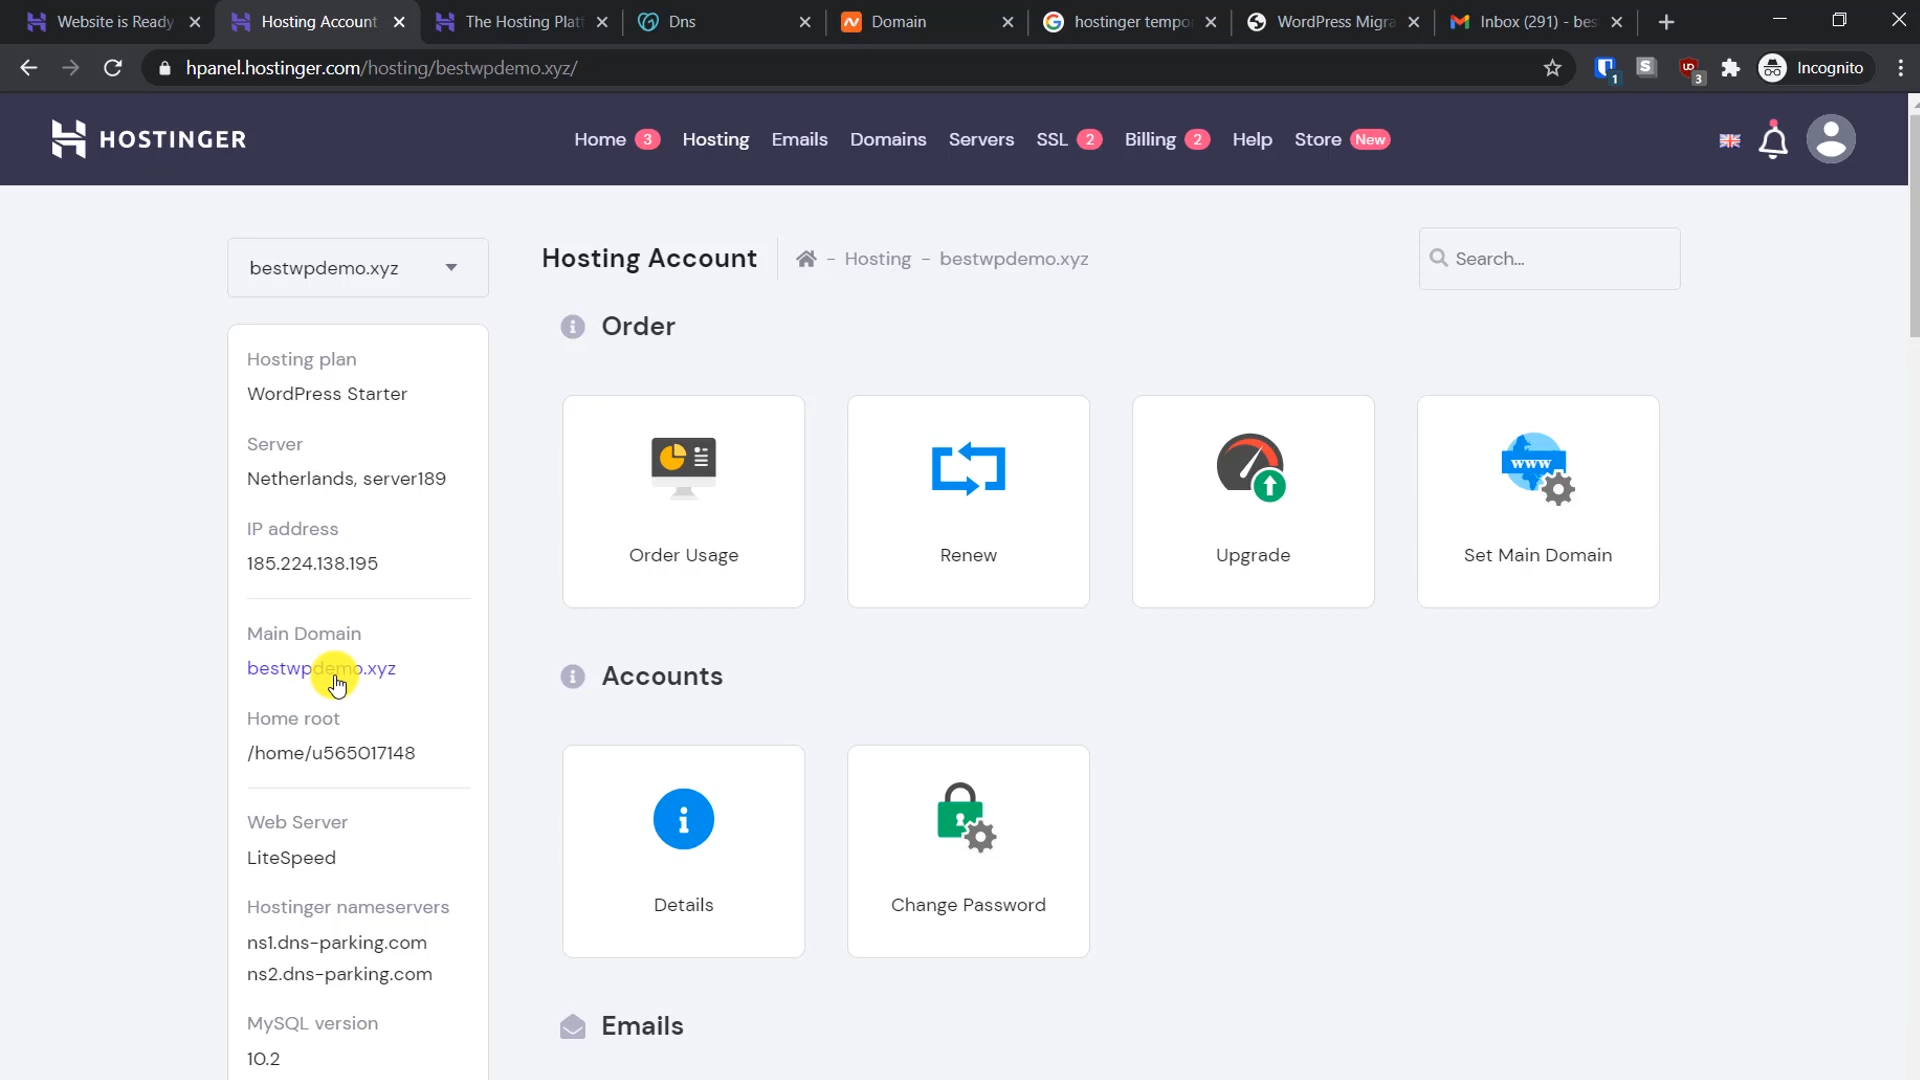 Website is Ready
Hosting Account
The Hosting Plat
Dns
Domain
hostinger tempo
WordPress Migra
Inbox (291) - bes
hpanel.hostinger.com/hosting/bestwpdemo.xyz/
1
S
3
Incognito
HOSTINGER
Home 3
Hosting
Emails
Domains
Servers
SSL 2
Billing 2
Help
Store New
bestwpdemo.xyz
Hosting Account
- Hosting - bestwpdemo.xyz
Search...
Hosting plan
WordPress Starter
Server
Netherlands, server189
IP address
185.224.138.195
Main Domain
bestwpdemo.xyz
Home root
/home/u565017148
Web Server
LiteSpeed
Hostinger nameservers
ns1.dns-parking.com
ns2.dns-parking.com
MySQL version
10.2
Order
Order Usage
Renew
Upgrade
www
Set Main Domain
Accounts
Details
Change Password
Emails